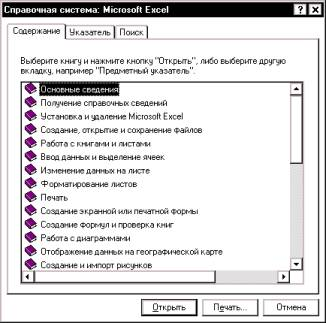 Справочная система: Microsoft Excel
Содержание Указатель Поиск
Выберите книгу и нажмите кнопку "Открыть", либо выберите другую
вкладку, например "Предметный указатель".
Основные сведения
Получение справочных сведений
Установка и удаление Microsoft Excel
Создание, открытие и сохранение файлов
Работа с книгами и листами
Ввод данных и выделение ячеек
Изменение данных на листе
Форматирование листов
Печать
Создание экранной или печатной формы
Создание формул и проверка книг
Работа с диаграммами
Отображение данных на географической карте
Создание и импорт рисунков
Открыть Печать... Отмена